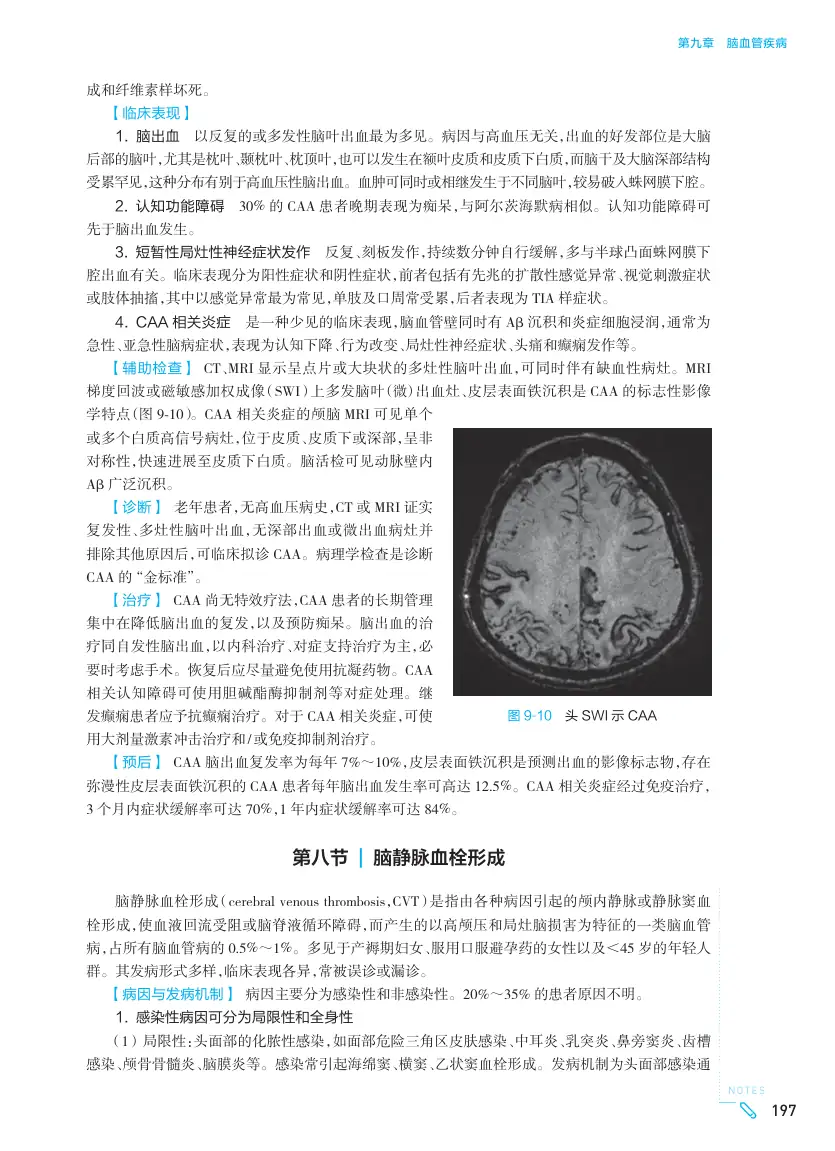 第九章 脑血管疾病
成和纤维素样坏死。
【临床表现】
1. 脑出血 以反复的或多发性脑叶出血最为多见。病因与高血压无关,出血的好发部位是大脑
后部的脑叶,尤其是枕叶、颞枕叶、枕顶叶,也可以发生在额叶皮质和皮质下白质,而脑干及大脑深部结构
受累罕见,这种分布有别于高血压性脑出血。血肿可同时或相继发生于不同脑叶,较易破入蛛网膜下腔。
2. 认知功能障碍 30% 的 CAA 患者晚期表现为痴呆,与阿尔茨海默病相似。认知功能障碍可
先于脑出血发生。
3. 短暂性局灶性神经症状发作 反复、刻板发作,持续数分钟自行缓解,多与半球凸面蛛网膜下
腔出血有关。临床表现分为阳性症状和阴性症状,前者包括有先兆的扩散性感觉异常、视觉刺激症状
或肢体抽搐,其中以感觉异常最为常见,单肢及口周常受累,后者表现为 TIA 样症状。
4. CAA 相关炎症 是一种少见的临床表现,脑血管壁同时有 Aβ 沉积和炎症细胞浸润,通常为
急性、亚急性脑病症状,表现为认知下降、行为改变、局灶性神经症状、头痛和癫痫发作等。
【辅助检查】 CT、MRI 显示呈点片或大块状的多灶性脑叶出血,可同时伴有缺血性病灶。MRI
梯度回波或磁敏感加权成像(SWI)上多发脑叶(微)出血灶、皮层表面铁沉积是 CAA 的标志性影像
学特点(图 9-10)。CAA 相关炎症的颅脑 MRI 可见单个
或多个白质高信号病灶,位于皮质、皮质下或深部,呈非
对称性,快速进展至皮质下白质。脑活检可见动脉壁内
Aβ 广泛沉积。
【诊断】 老年患者,无高血压病史,CT 或 MRI 证实
复发性、多灶性脑叶出血,无深部出血或微出血病灶并
排除其他原因后,可临床拟诊 CAA。病理学检查是诊断
CAA 的 “金标准”。
【治疗】 CAA 尚无特效疗法,CAA 患者的长期管理
集中在降低脑出血的复发,以及预防痴呆。脑出血的治
疗同自发性脑出血,以内科治疗、对症支持治疗为主,必
要时考虑手术。恢复后应尽量避免使用抗凝药物。CAA
相关认知障碍可使用胆碱酯酶抑制剂等对症处理。继
发癫痫患者应予抗癫痫治疗。对于 CAA 相关炎症,可使
用大剂量激素冲击治疗和/或免疫抑制剂治疗。
图 9-10 头 SWI 示 CAA
【预后】 CAA 脑出血复发率为每年 7%～10%,皮层表面铁沉积是预测出血的影像标志物,存在
弥漫性皮层表面铁沉积的 CAA 患者每年脑出血发生率可高达 12.5%。CAA 相关炎症经过免疫治疗,
3 个月内症状缓解率可达 70%,1 年内症状缓解率可达 84%。
第八节 | 脑静脉血栓形成
脑静脉血栓形成(cerebral venous thrombosis,CVT)是指由各种病因引起的颅内静脉或静脉窦血
栓形成,使血液回流受阻或脑脊液循环障碍,而产生的以高颅压和局灶脑损害为特征的一类脑血管
病,占所有脑血管病的 0.5%～1%。多见于产褥期妇女、服用口服避孕药的女性以及＜45 岁的年轻人
群。其发病形式多样,临床表现各异,常被误诊或漏诊。
【病因与发病机制】 病因主要分为感染性和非感染性。20%～35% 的患者原因不明。
1. 感染性病因可分为局限性和全身性
(1)局限性:头面部的化脓性感染,如面部危险三角区皮肤感染、中耳炎、乳突炎、鼻旁窦炎、齿槽
感染、颅骨骨髓炎、脑膜炎等。感染常引起海绵窦、横窦、乙状窦血栓形成。发病机制为头面部感染通
NOTES
197